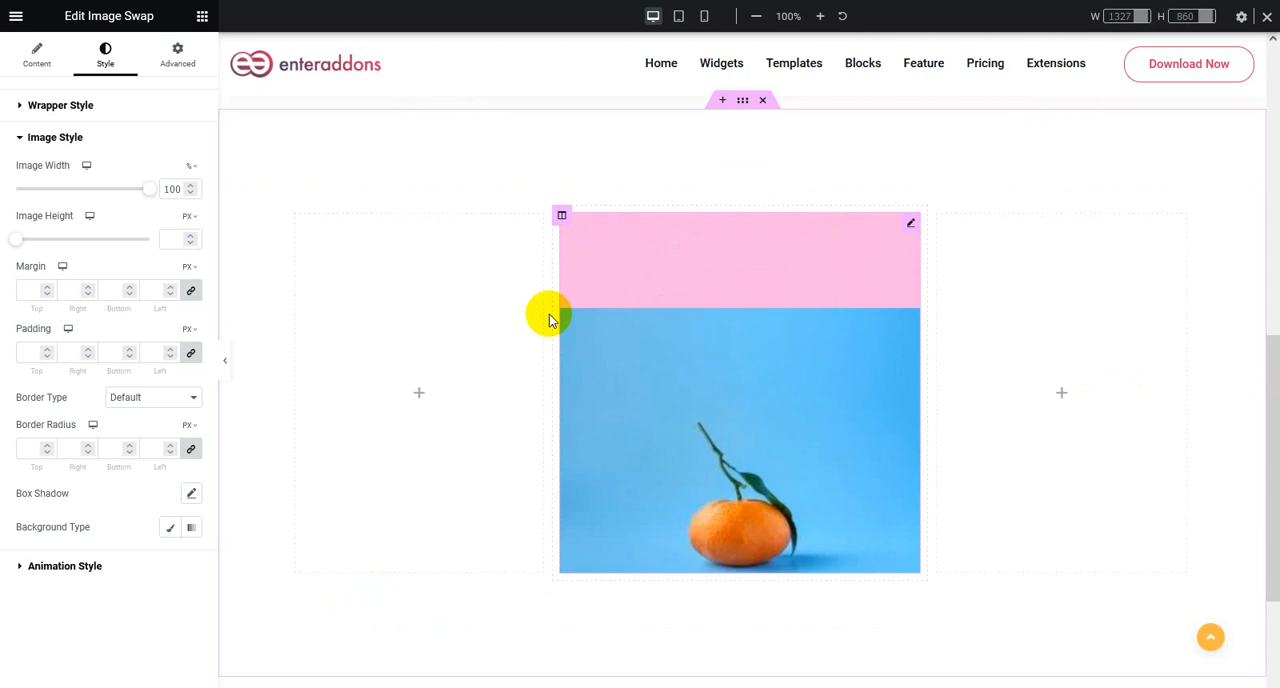 Edit Image Swap
100%
W 1327 H 860
Content
Style
Advanced
enteraddons
Home Widgets Templates Blocks Feature Pricing Extensions
Download Now
Wrapper Style
Image Style
Image Width %
100
Image Height PX
Margin PX
Top Right Bottom Left
Padding PX
Top Right Bottom Left
Border Type Default
Border Radius PX
Top Right Bottom Left
Box Shadow
Background Type
Animation Style